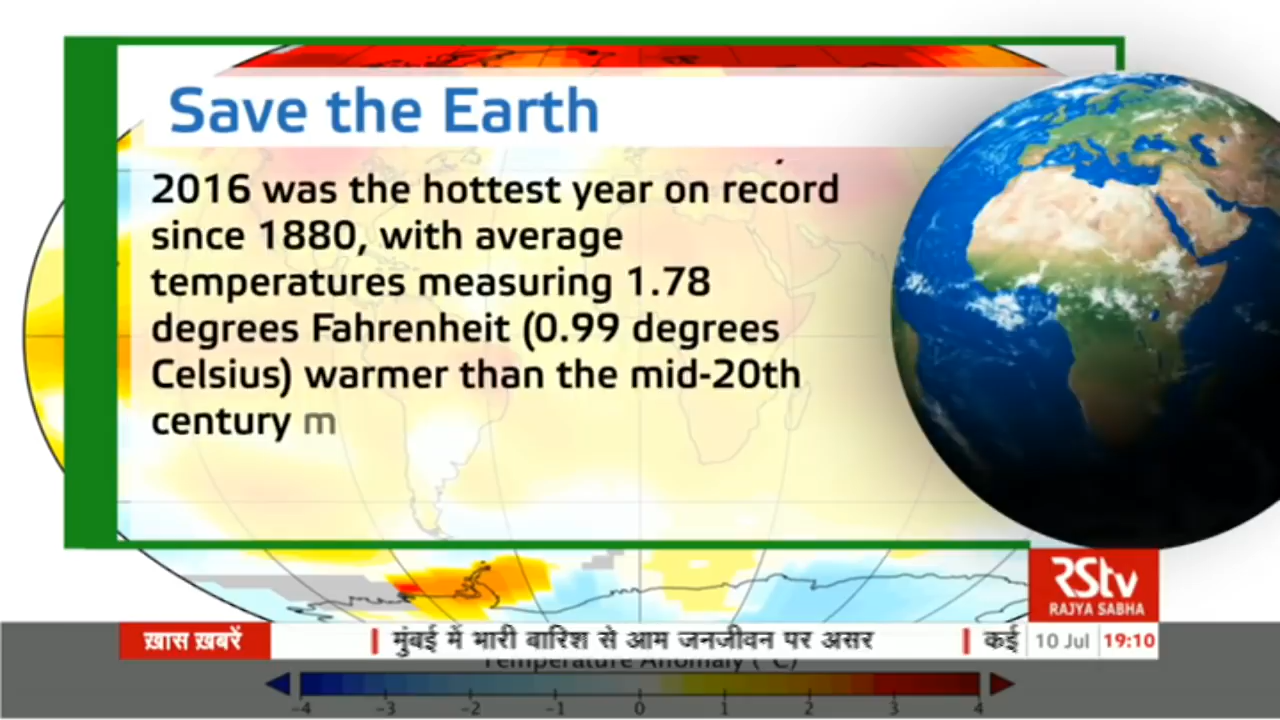 Save the Earth
2016 was the hottest year on record
since 1880, with average
temperatures measuring 1.78
degrees Fahrenheit (0.99 degrees
Celsius) warmer than the mid-20th
century m
RStv
RAJYA SABHA
ख़ास ख़बरें | मुंबई में भारी बारिश से आम जनजीवन पर असर | कई 10 Jul 19:10
Temperature Anomaly (°C)
-4 -3 -2 -1 0 1 2 3 4